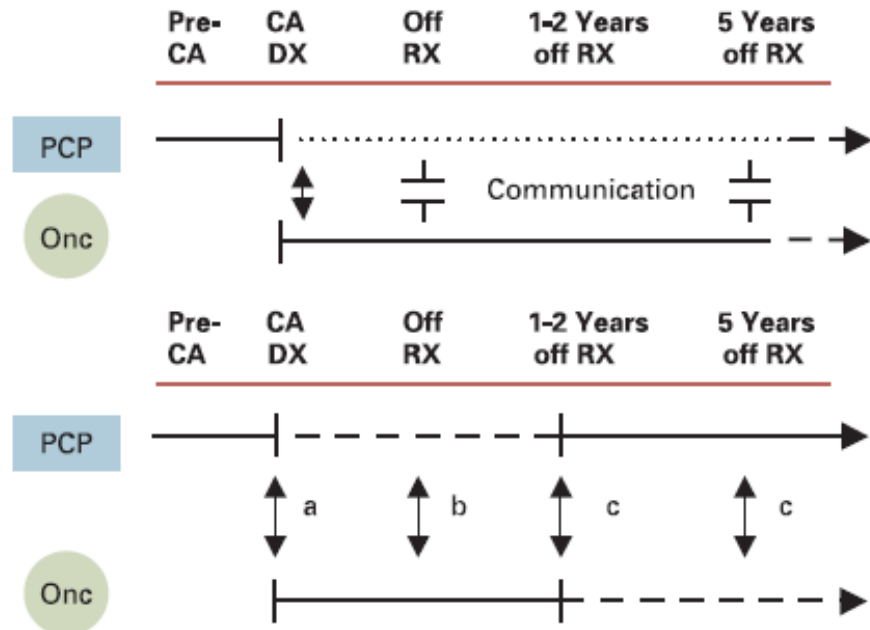 Pre- CA Off 1-2 Years 5 Years
CA DX RX off RX off RX
PCP
Communication
Onc
Pre- CA Off 1-2 Years 5 Years
CA DX RX off RX off RX
PCP
a b c c
Onc